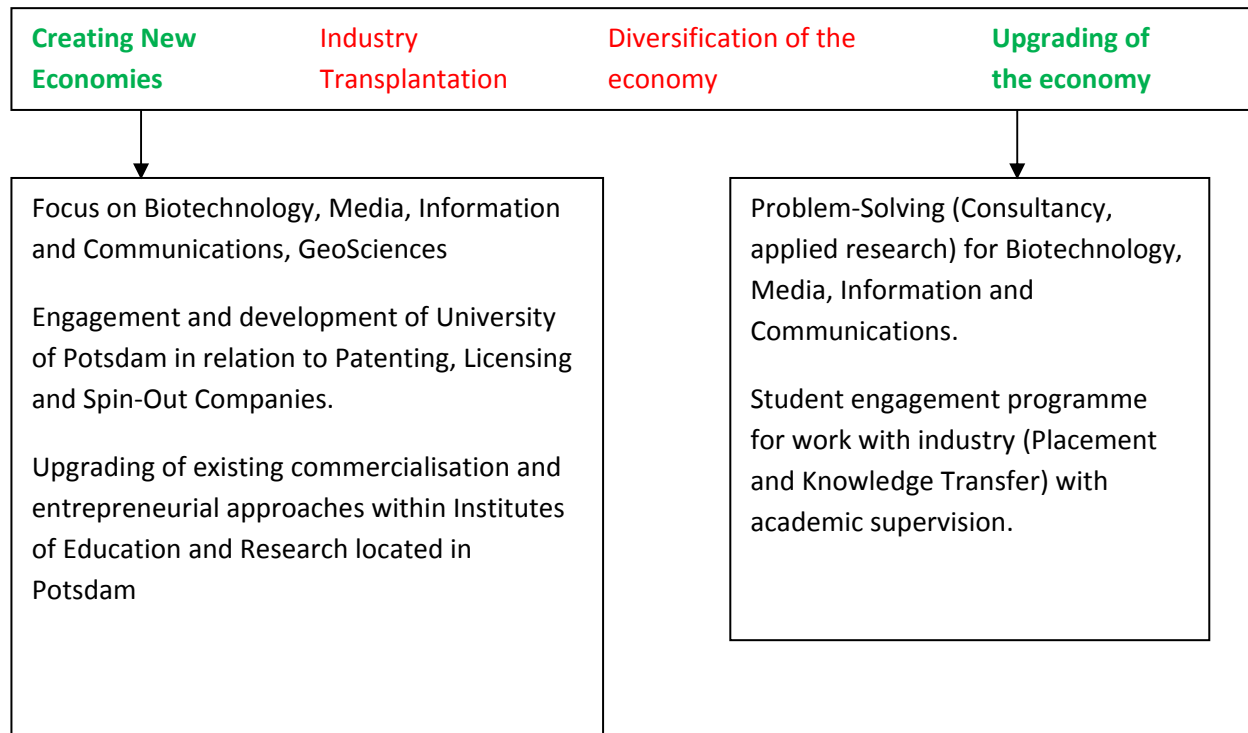 Creating New
Economies
Industry
Transplantation
Diversification of the
economy
Upgrading of
the economy
Focus on Biotechnology, Media, Information
and Communications, GeoSciences
Engagement and development of University
of Potsdam in relation to Patenting, Licensing
and Spin-Out Companies.
Upgrading of existing commercialisation and
entrepreneurial approaches within Institutes
of Education and Research located in
Potsdam
Problem-Solving (Consultancy,
applied research) for Biotechnology,
Media, Information and
Communications.
Student engagement programme
for work with industry (Placement
and Knowledge Transfer) with
academic supervision.